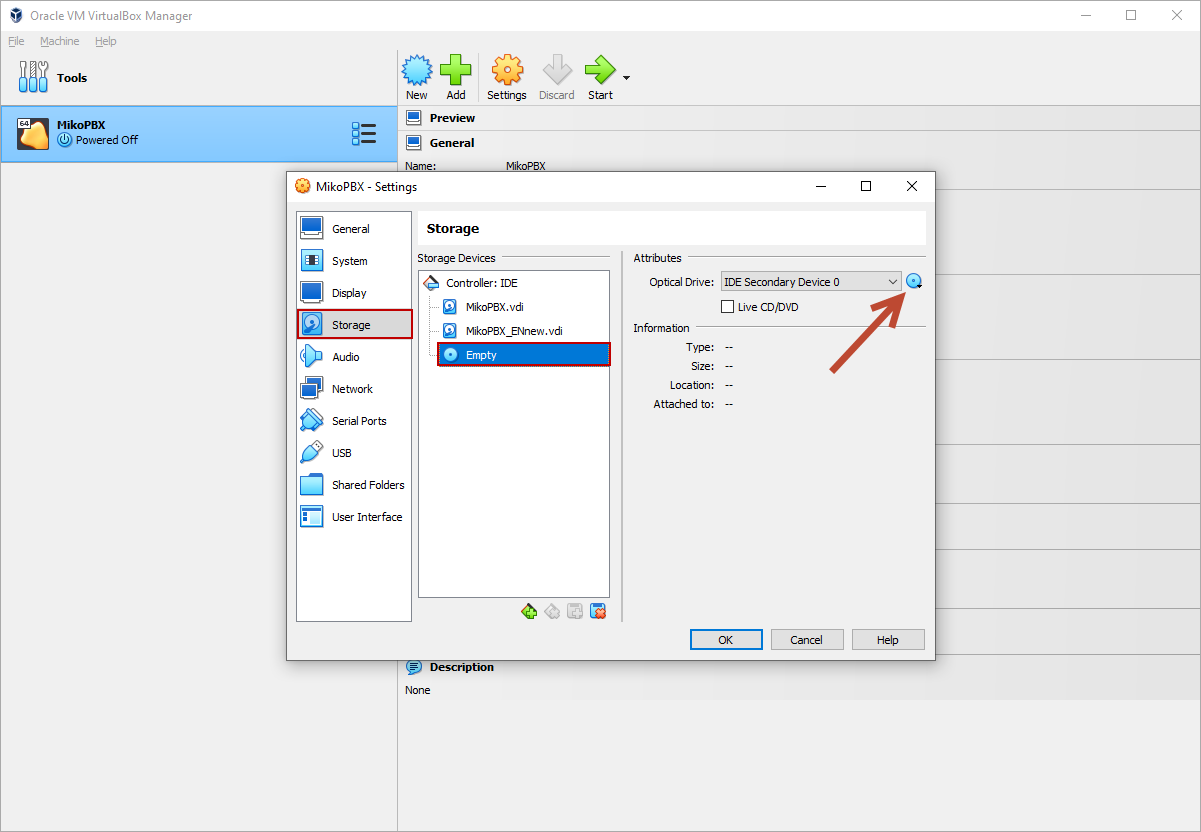 Oracle VM VirtualBox Manager
File Machine Help
Tools
New Add Settings Discard Start
64
MikoPBX
Powered Off
Preview
General
Name: MikoPBX
MikoPBX - Settings
General
System
Display
Storage
Audio
Network
Serial Ports
USB
Shared Folders
User Interface
Storage
Storage Devices
Controller: IDE
MikoPBX.vdi
MikoPBX_ENnew.vdi
Empty
Attributes
Optical Drive: IDE Secondary Device 0
Live CD/DVD
Information
Type: --
Size: --
Location: --
Attached to: --
OK Cancel Help
Description
None